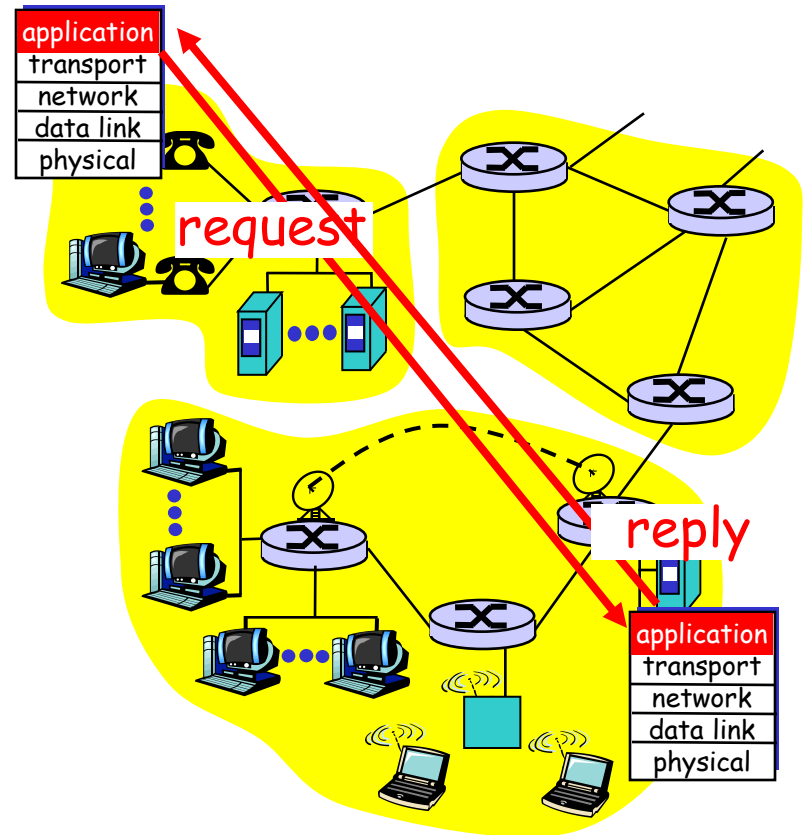 application
transport
network
data link
physical
request
reply
application
transport
network
data link
physical